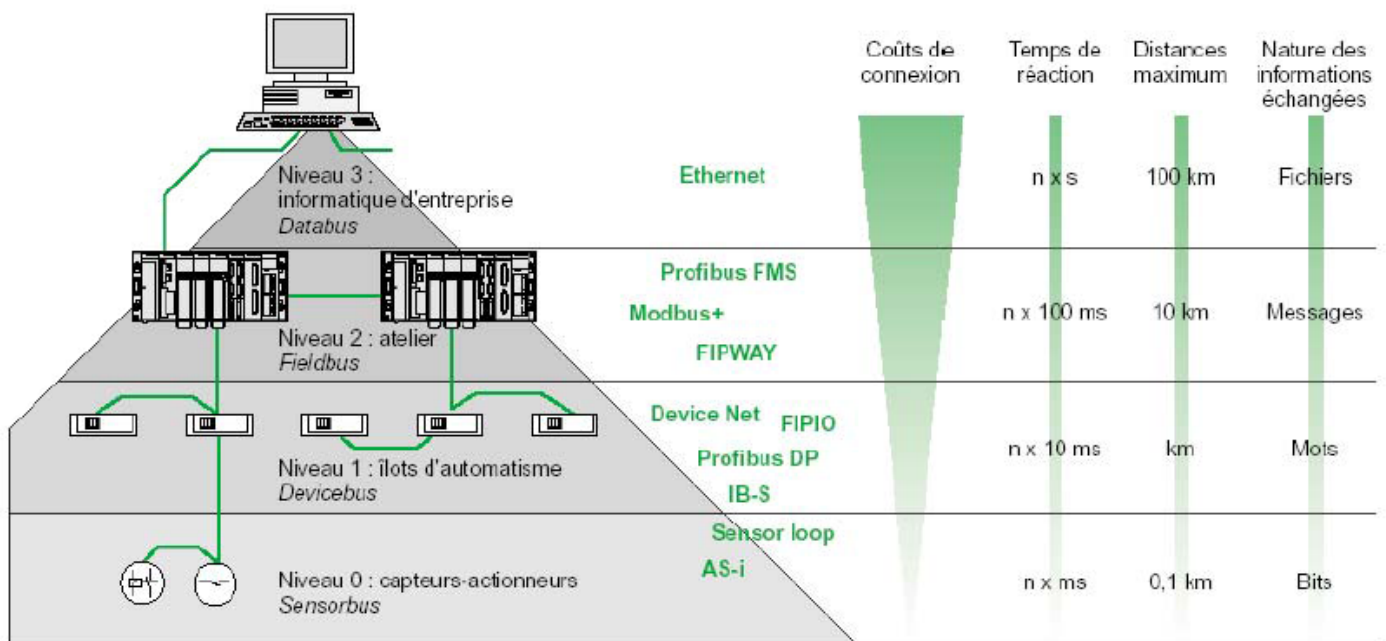 Coûts de
connexion
Temps de
réaction
Distances
maximum
Nature des
informations
échangées
Niveau 3 :
informatique d'entreprise
Databus
Ethernet
n x s
100 km
Fichiers
Niveau 2 : atelier
Fieldbus
Profibus FMS
Modbus+
FIPWAY
n x 100 ms
10 km
Messages
Niveau 1 : îlots d'automatisme
Devicebus
Device Net
FIPIO
Profibus DP
IB-S
n x 10 ms
km
Mots
Niveau 0 : capteurs-actionneurs
Sensorbus
Sensor loop
AS-i
n x ms
0,1 km
Bits